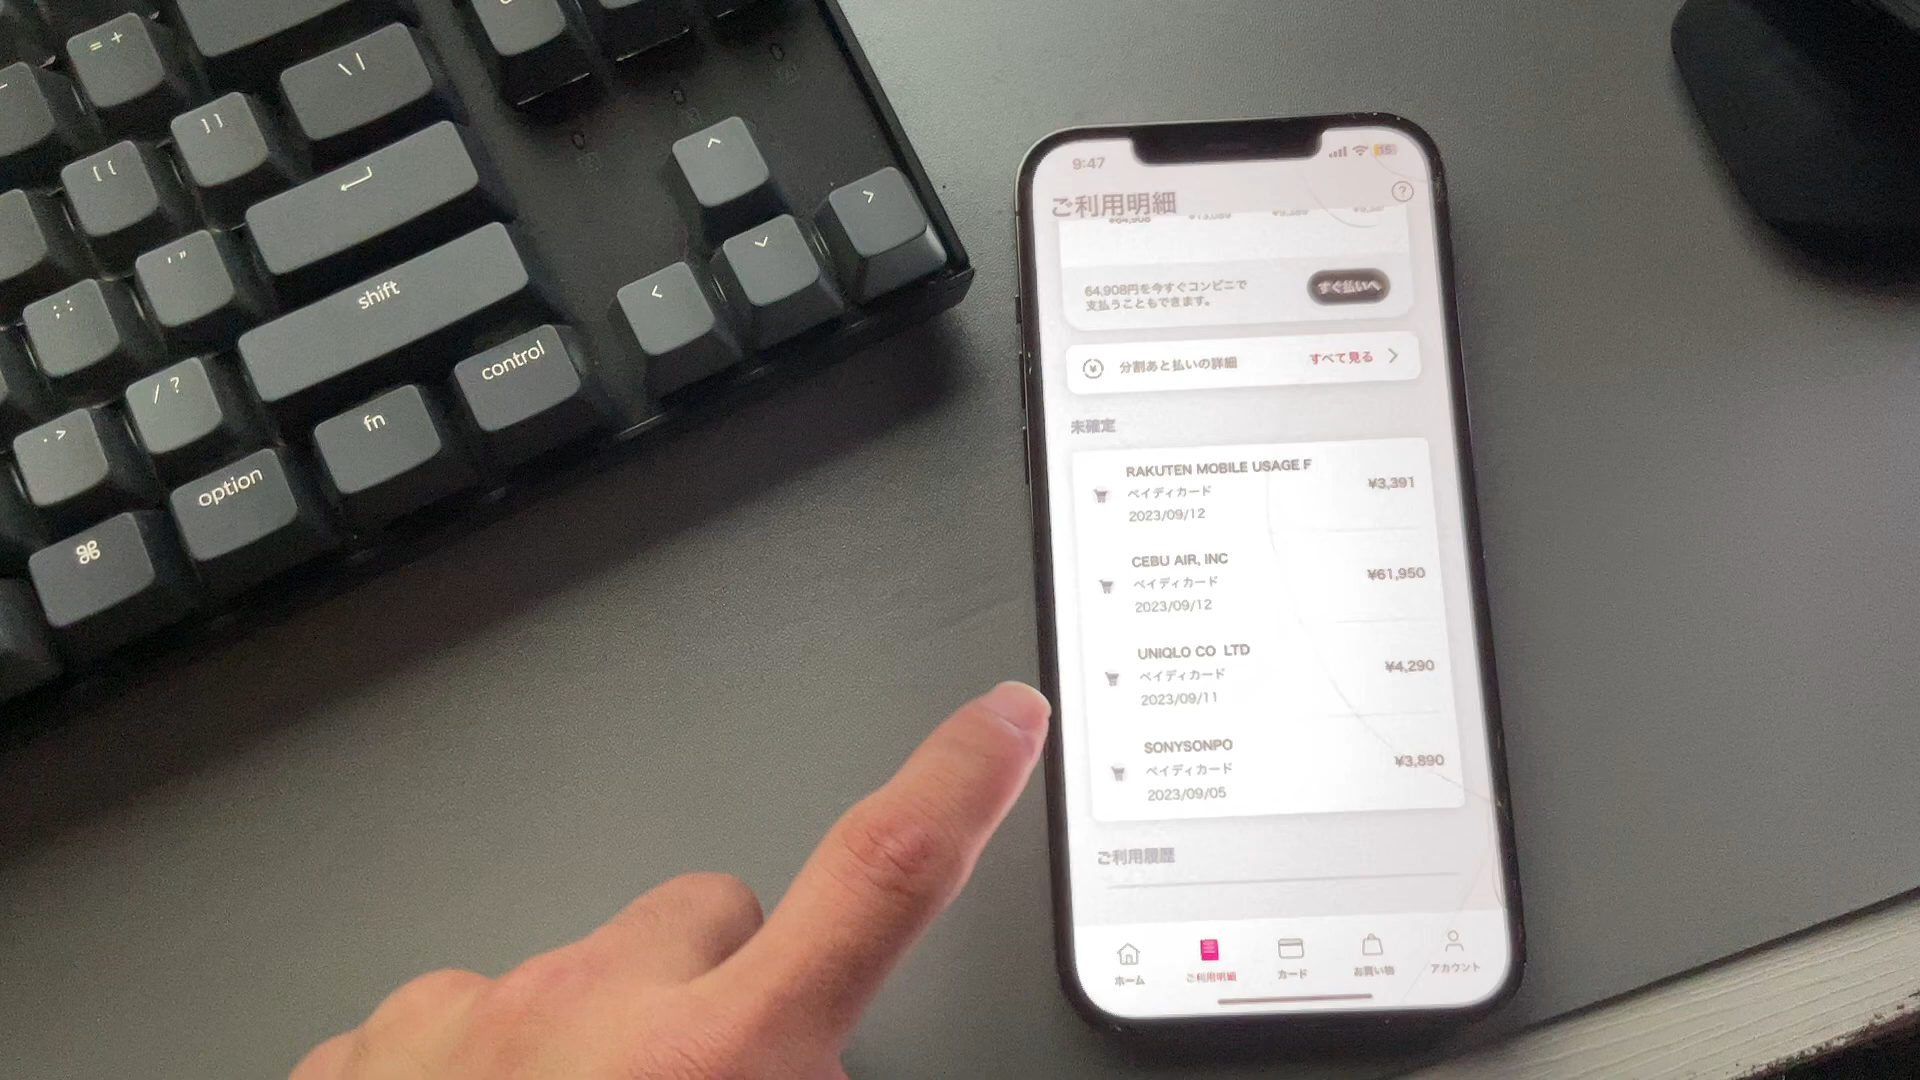 = +
\ |
] }
[ {
' "
shift
: ;
control
/ ?
fn
. >
option
⌘
^
>
<
9:47
15
ご利用明細
?
64,908円を今すぐコンビニで
支払うこともできます。
すぐ払いへ
¥
分割あと払いの詳細
すべて見る
未確定
RAKUTEN MOBILE USAGE F
ペイディカード
2023/09/12
¥3,391
CEBU AIR, INC
ペイディカード
2023/09/12
¥61,950
UNIQLO CO LTD
ペイディカード
2023/09/11
¥4,290
SONYSONPO
ペイディカード
2023/09/05
¥3,890
ご利用履歴
ホーム
ご利用明細
カード
お買い物
アカウント